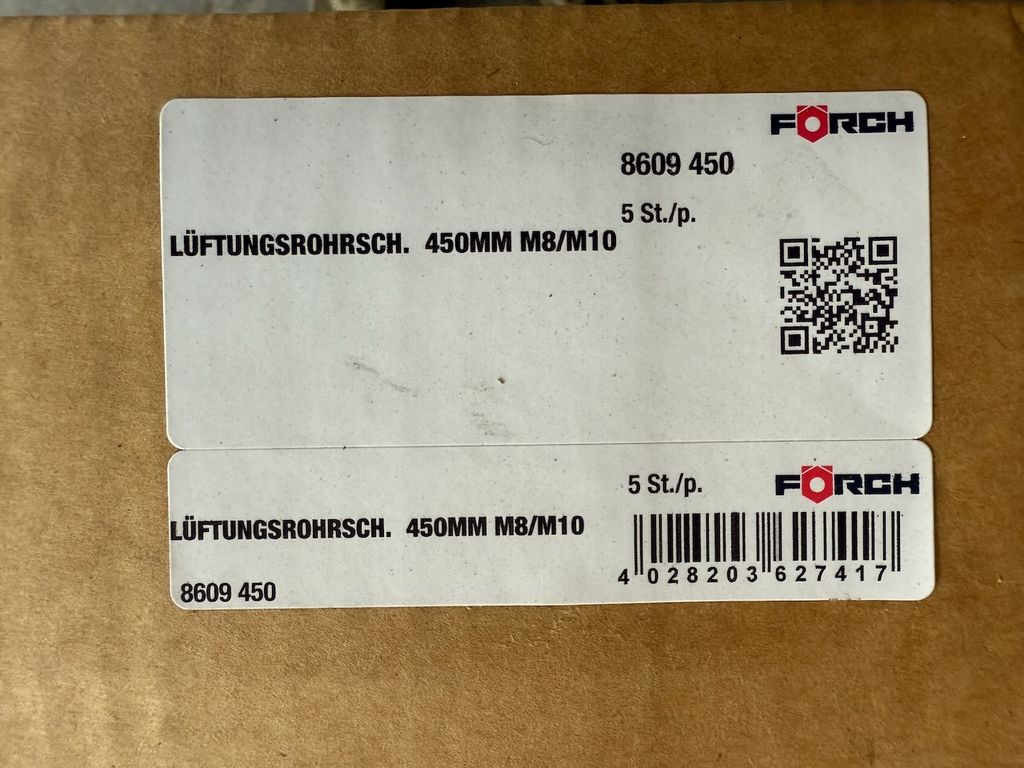 FÖRCH
8609 450
5 St./p.
LÜFTUNGSROHRSCH. 450MM M8/M10
5 St./p.
FÖRCH
LÜFTUNGSROHRSCH. 450MM M8/M10
4 028203 627417
8609 450